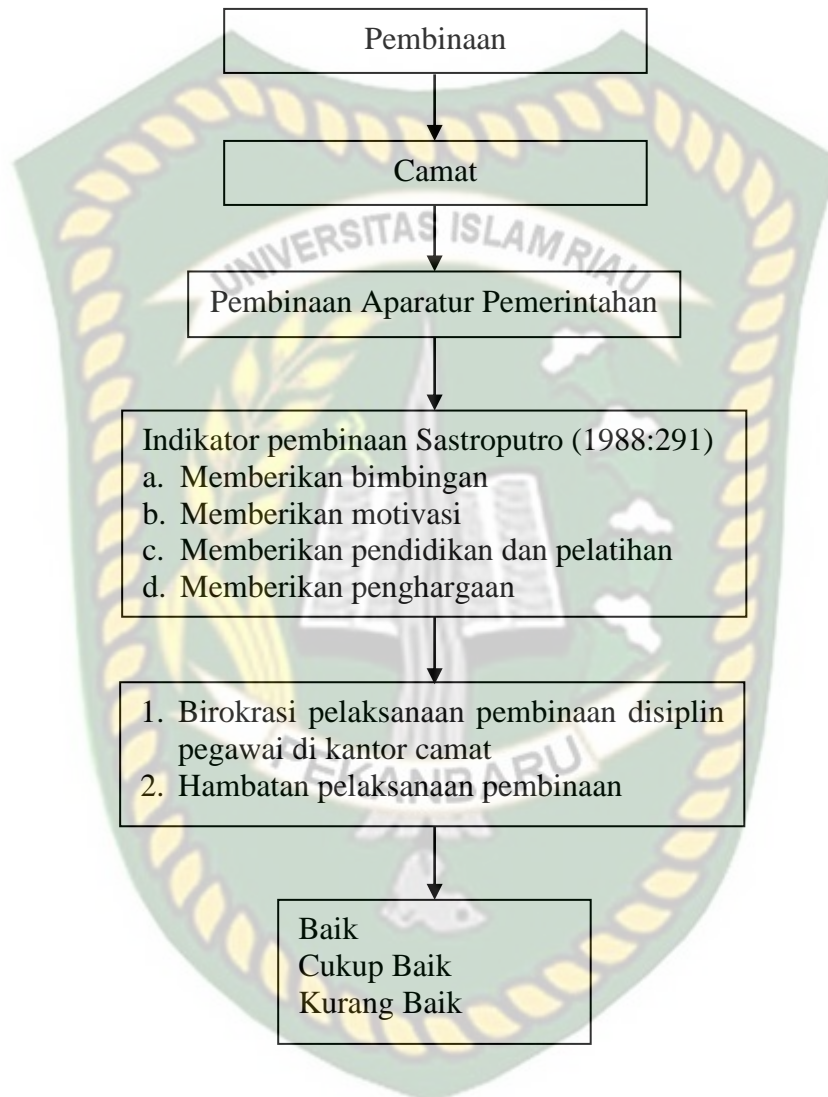 Pembinaan
Camat
UNIVERSITAS ISLAM RIAU
Pembinaan Aparatur Pemerintahan
Indikator pembinaan Sastroputro (1988:291)
a. Memberikan bimbingan
b. Memberikan motivasi
c. Memberikan pendidikan dan pelatihan
d. Memberikan penghargaan
1. Birokrasi pelaksanaan pembinaan disiplin
pegawai di kantor camat
2. Hambatan pelaksanaan pembinaan
PEKANBARU
Baik
Cukup Baik
Kurang Baik